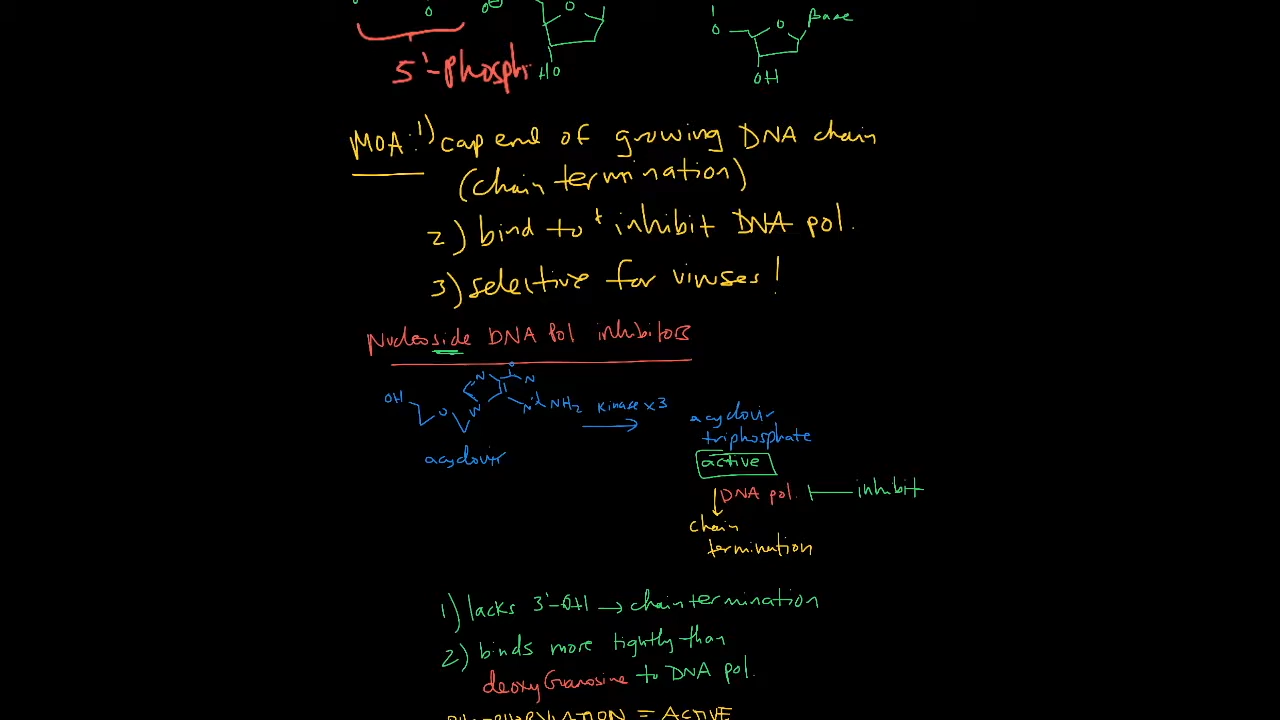 O
O
O
O
Base
O
O
5'-Phosph
HO
OH
MOA: 1) cap end of growing DNA chain
(chain termination)
2) bind to + inhibit DNA pol.
3) selective for viruses!
Nucleoside DNA Pol inhibitors
OH
O
N
N
O
N
N
NH2
Kinase x3
acyclovir
acyclovir
triphosphate
active
DNA pol.
inhibit
chain
termination
1) lacks 3'-OH → chain termination
2) binds more tightly than
deoxyGuanosine to DNA pol.
PHOSPHORYLATION = ACTIVE